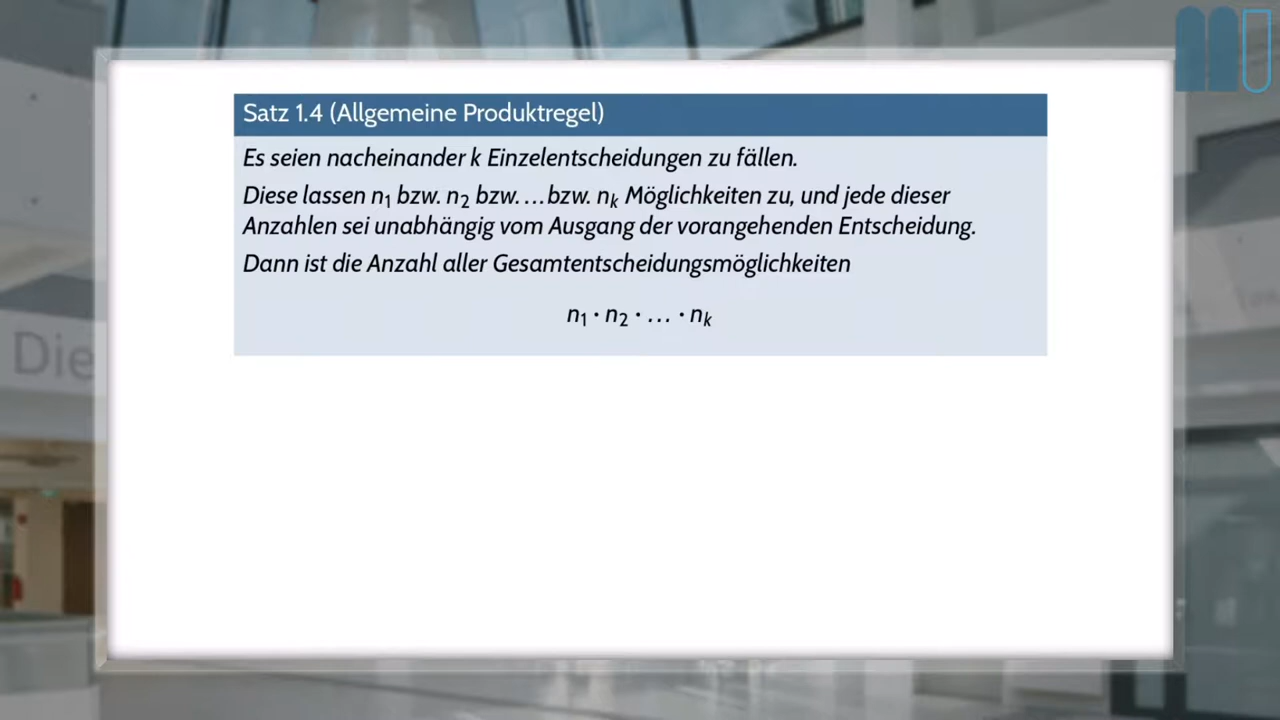 Satz 1.4 (Allgemeine Produktregel)
Es seien nacheinander k Einzelentscheidungen zu fällen.
Diese lassen n₁ bzw. n₂ bzw. … bzw. nₖ Möglichkeiten zu, und jede dieser
Anzahlen sei unabhängig vom Ausgang der vorangehenden Entscheidung.
Dann ist die Anzahl aller Gesamtentscheidungsmöglichkeiten
n₁ · n₂ · … · nₖ
Die